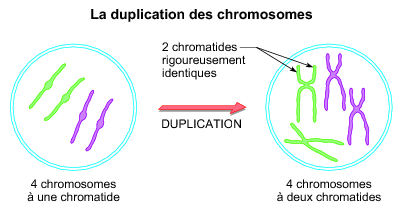 La duplication des chromosomes
2 chromatides
rigoureusement
identiques
DUPLICATION
4 chromosomes
à une chromatide
4 chromosomes
à deux chromatides